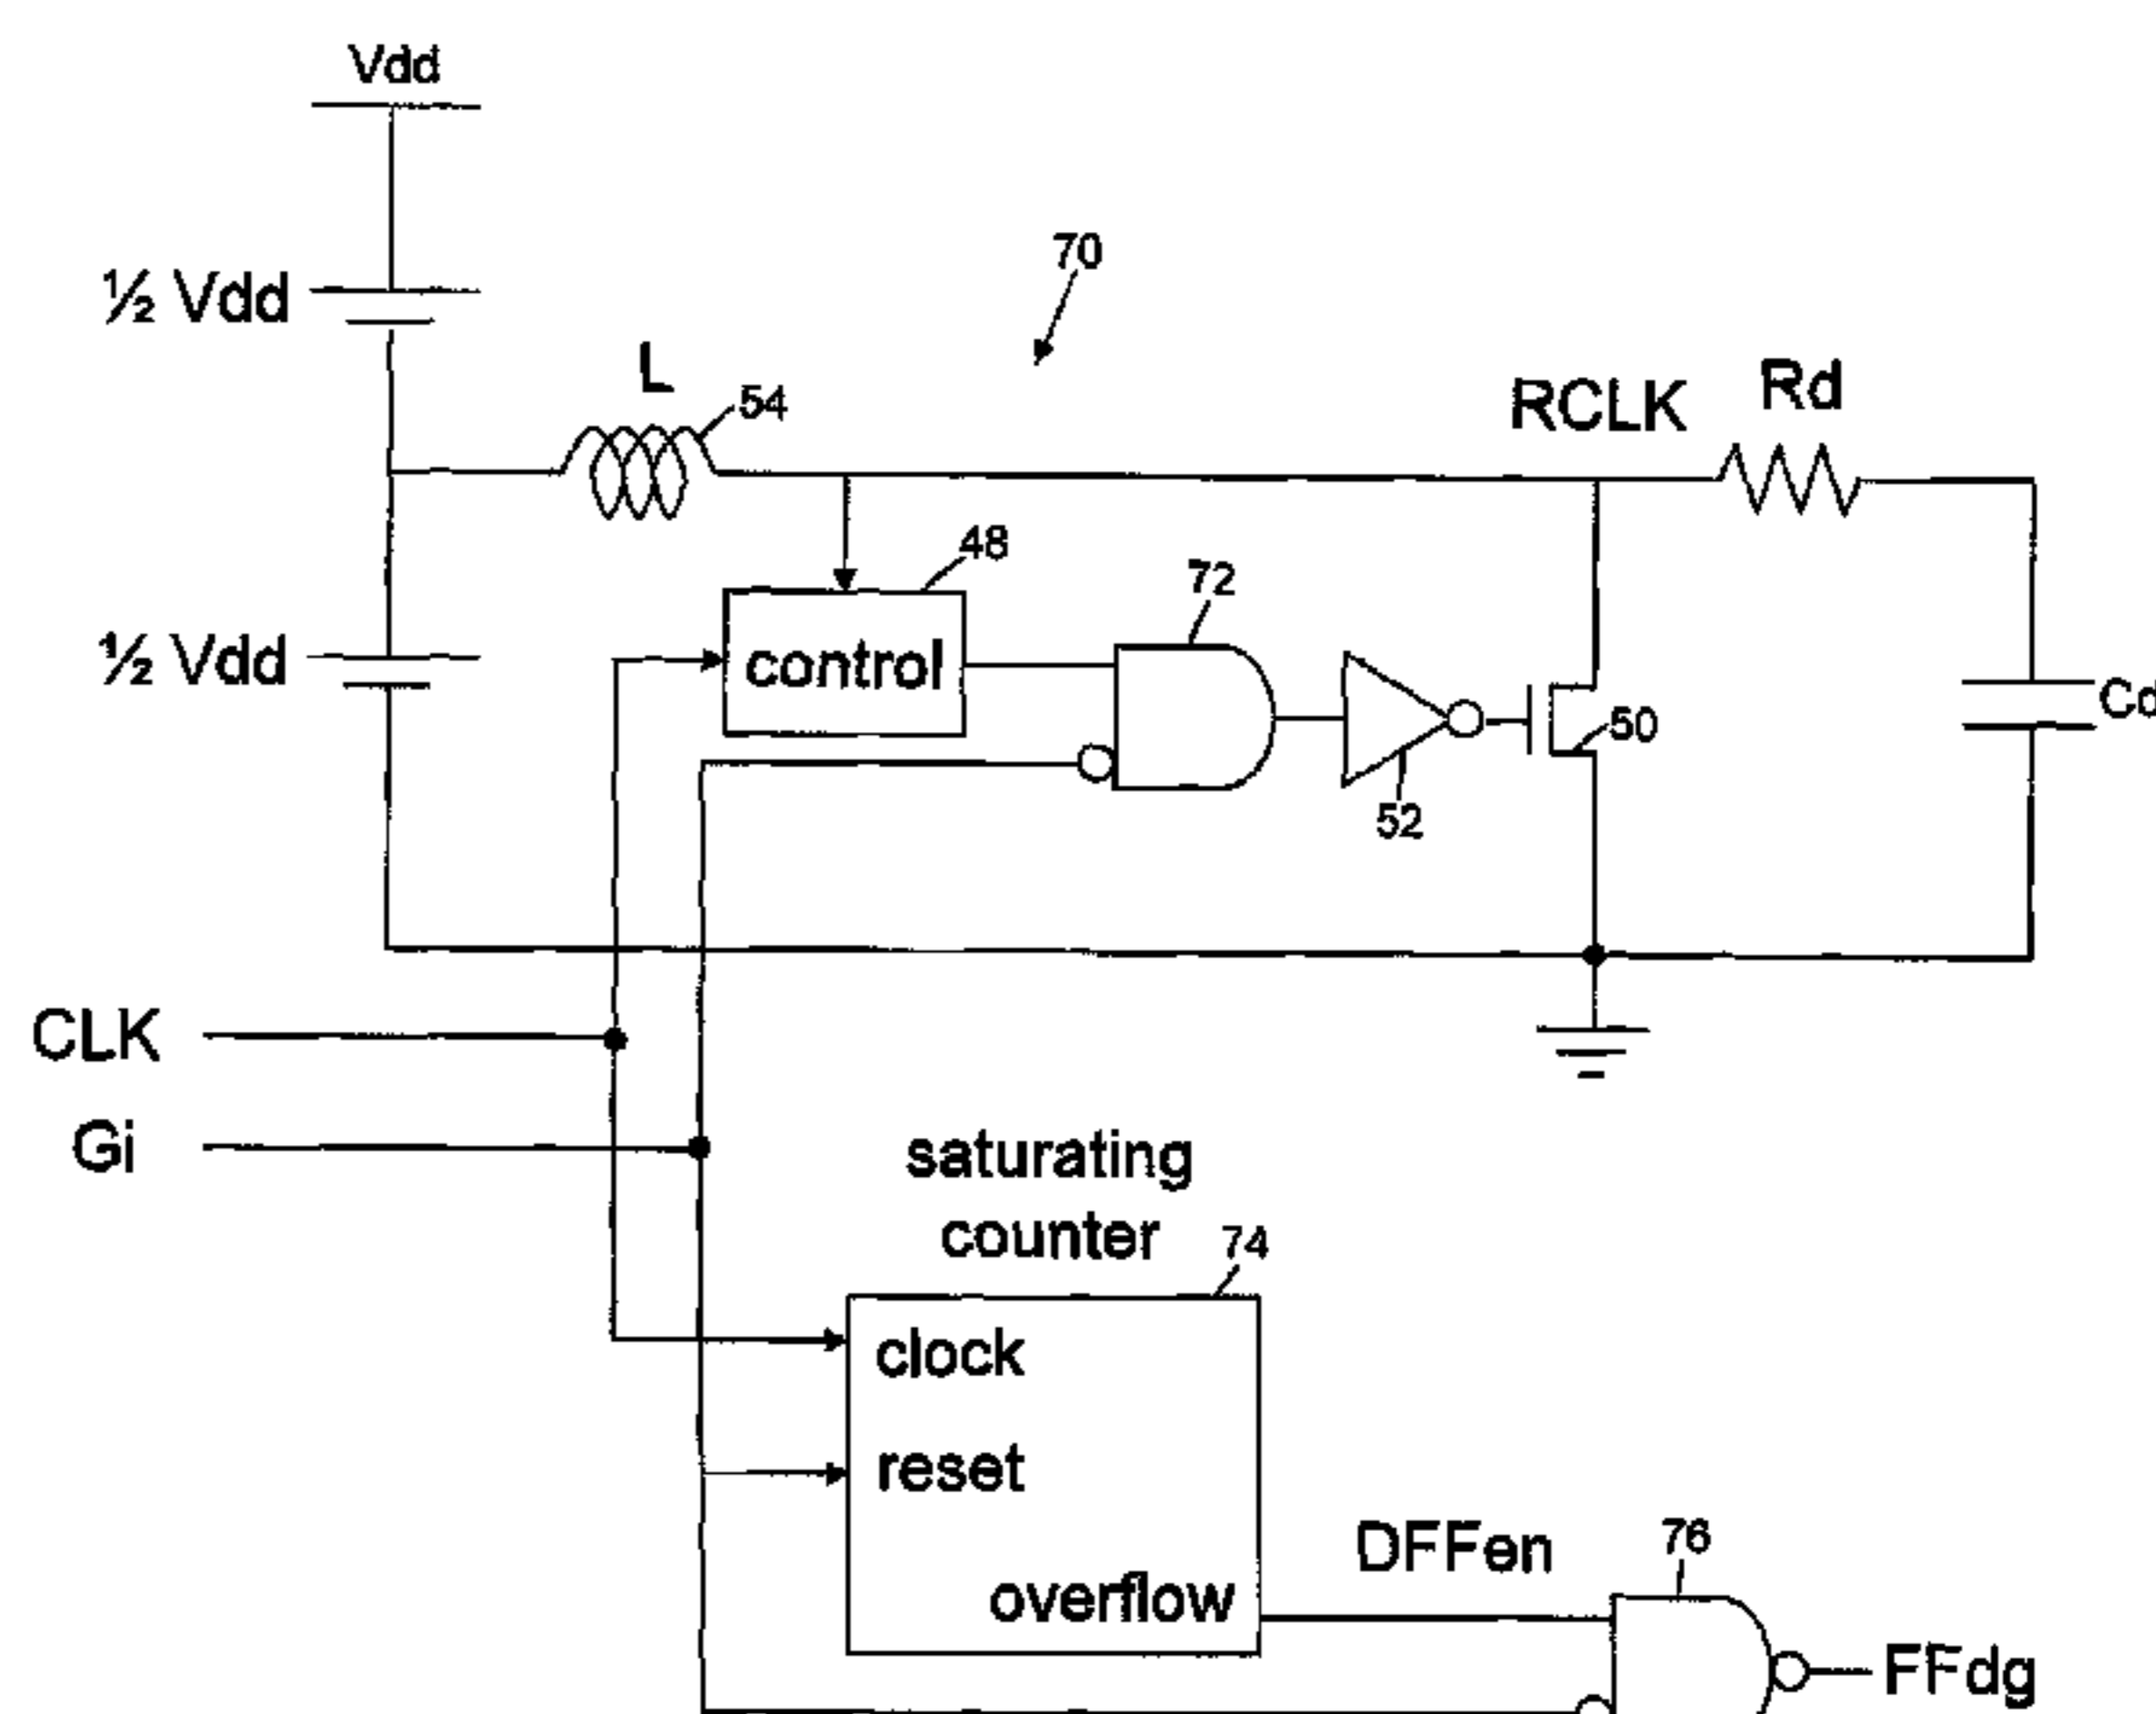 Vdd
½ Vdd
70
L
54
RCLK
Rd
48
72
½ Vdd
control
50
Cd
52
CLK
Gi
saturating
counter
74
clock
reset
DFFen
76
overflow
FFdg